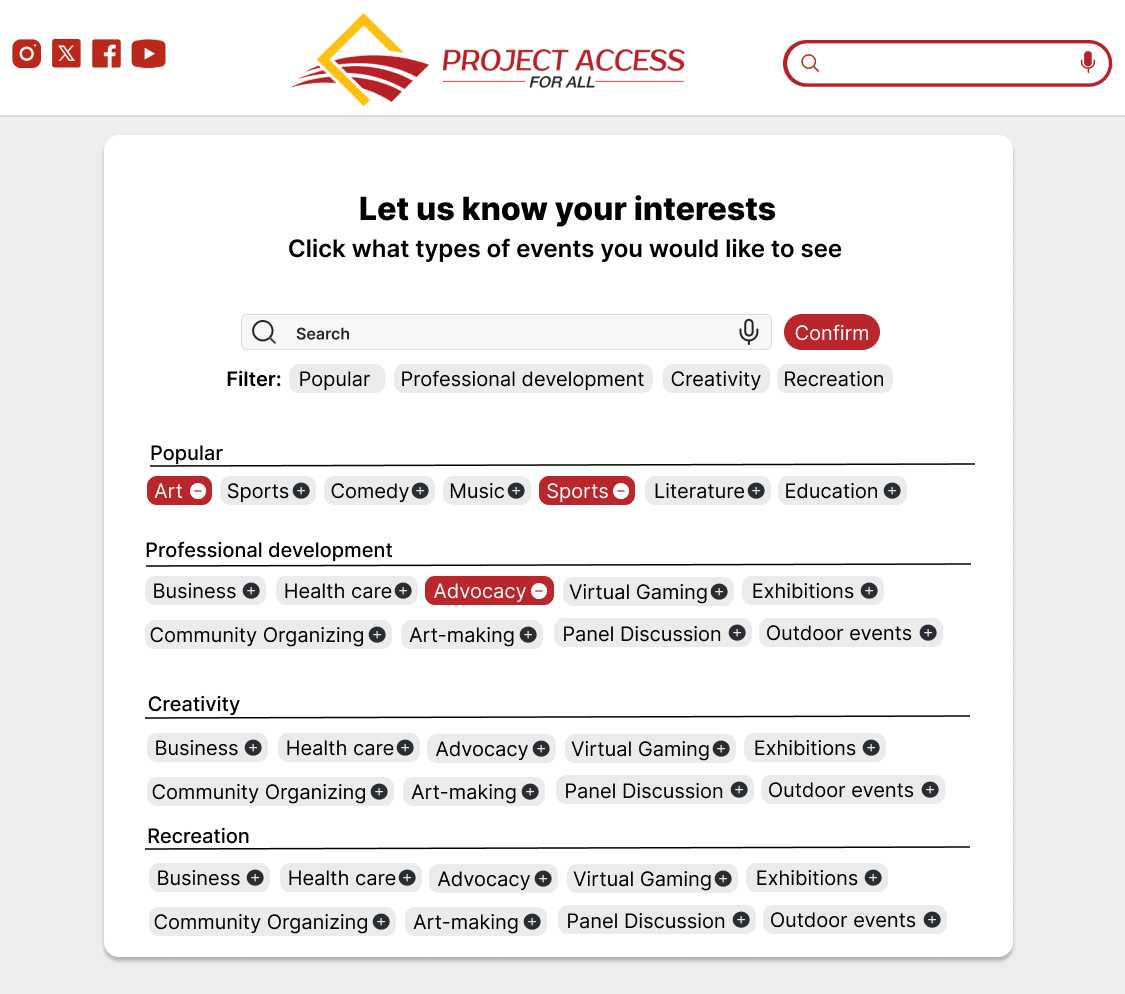 PROJECT ACCESS
FOR ALL
Let us know your interests
Click what types of events you would like to see
Search
Confirm
Filter: Popular Professional development Creativity Recreation
Popular
Art Sports Comedy Music Sports Literature Education
Professional development
Business Health care Advocacy Virtual Gaming Exhibitions
Community Organizing Art-making Panel Discussion Outdoor events
Creativity
Business Health care Advocacy Virtual Gaming Exhibitions
Community Organizing Art-making Panel Discussion Outdoor events
Recreation
Business Health care Advocacy Virtual Gaming Exhibitions
Community Organizing Art-making Panel Discussion Outdoor events